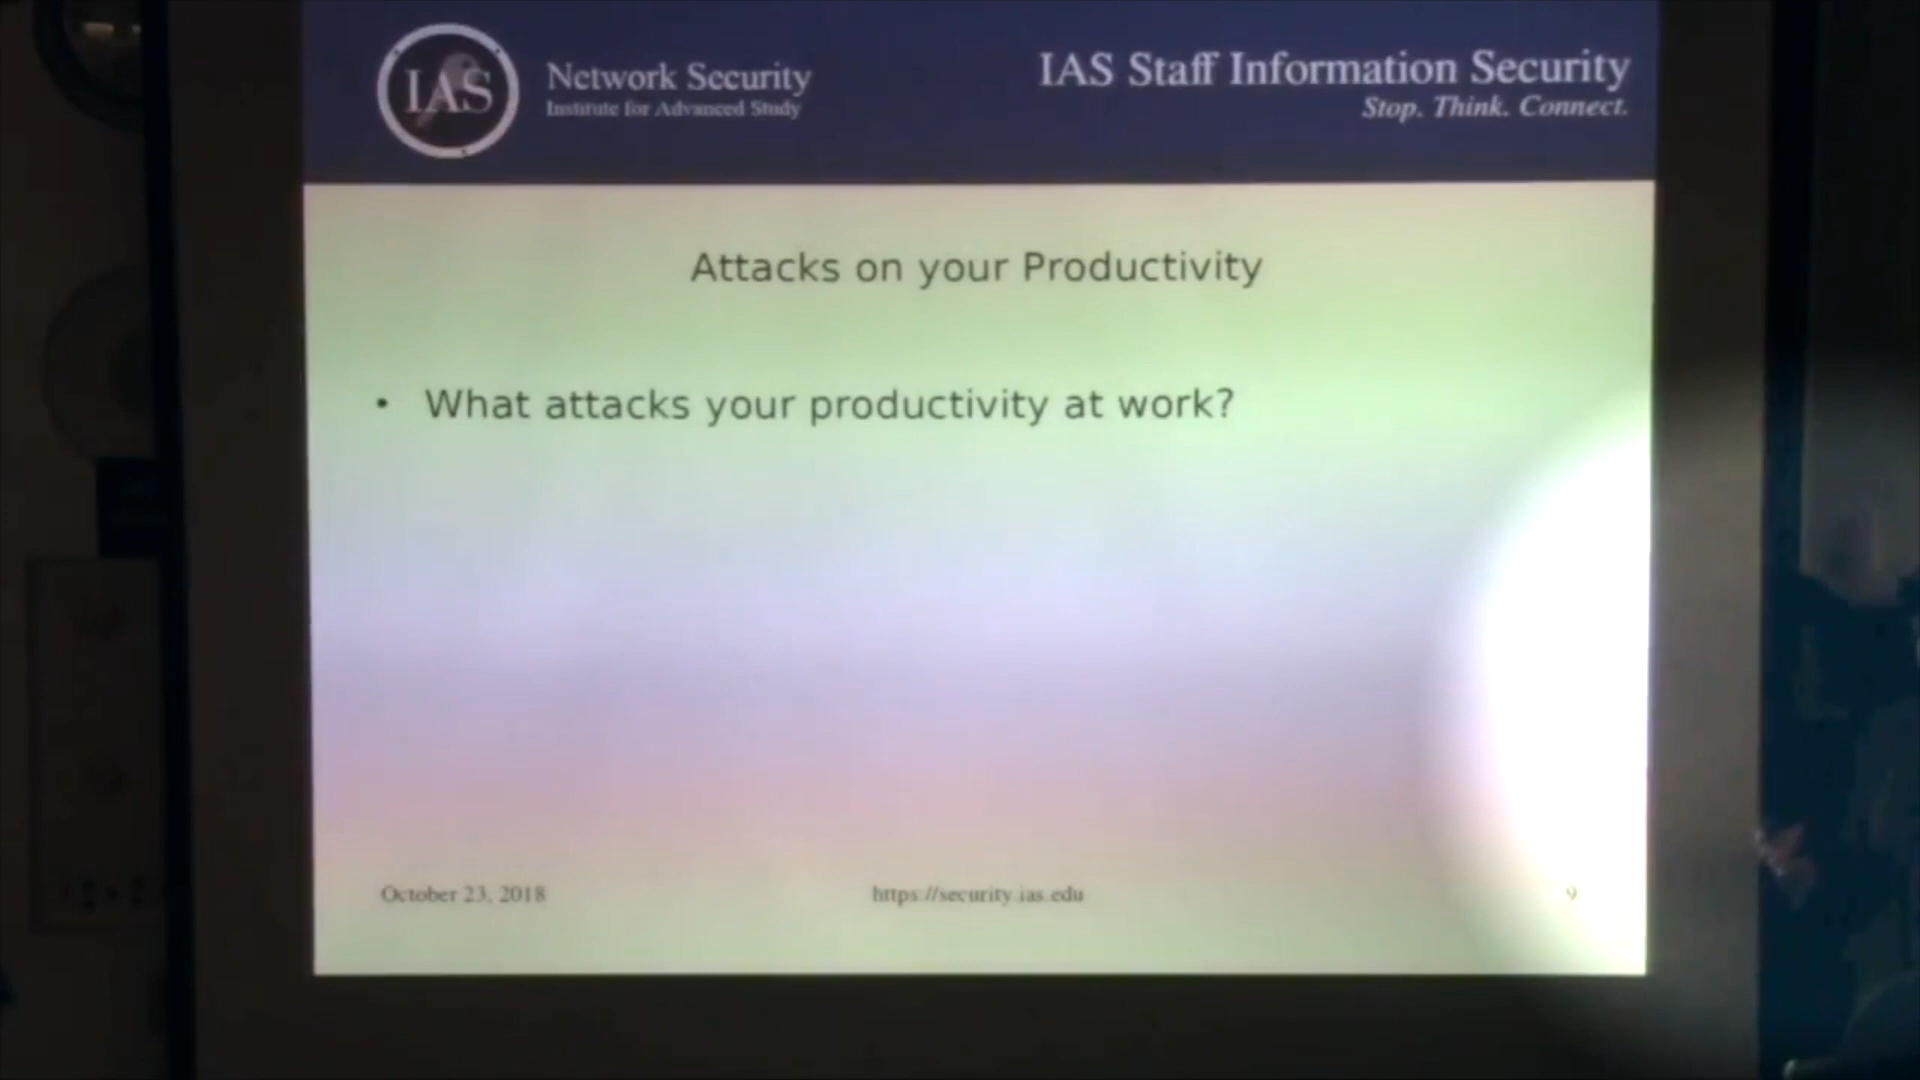 IAS
Network Security
Institute for Advanced Study
IAS Staff Information Security
Stop. Think. Connect.
Attacks on your Productivity
• What attacks your productivity at work?
October 23, 2018
https://security.ias.edu
9